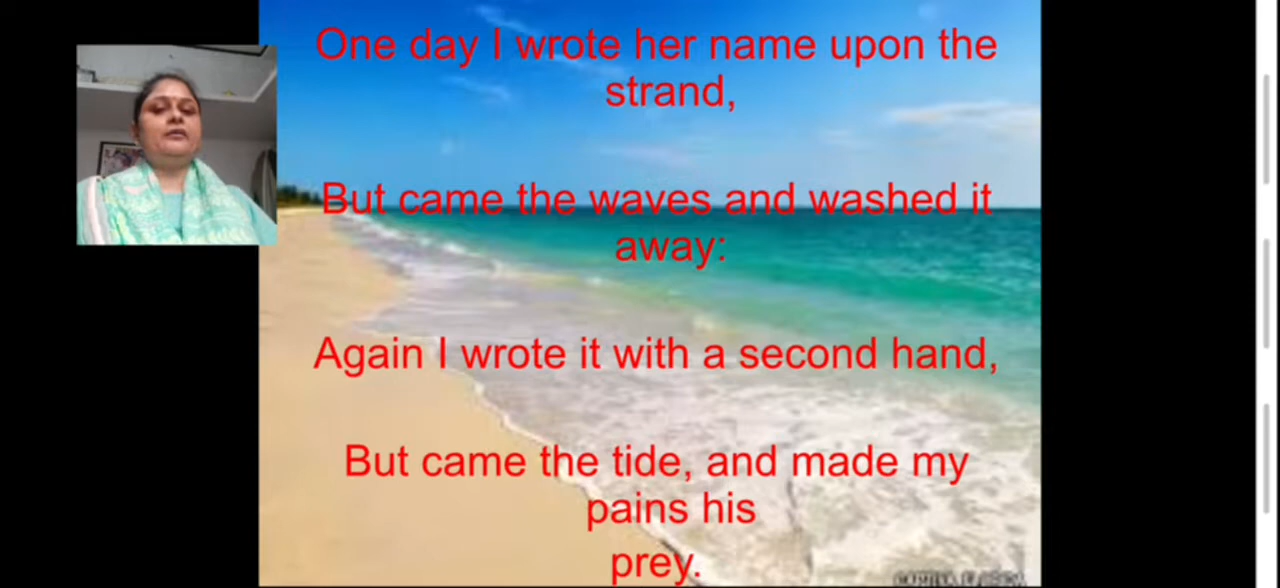 One day I wrote her name upon the
strand,
But came the waves and washed it
away:
Again I wrote it with a second hand,
But came the tide, and made my
pains his
prey.